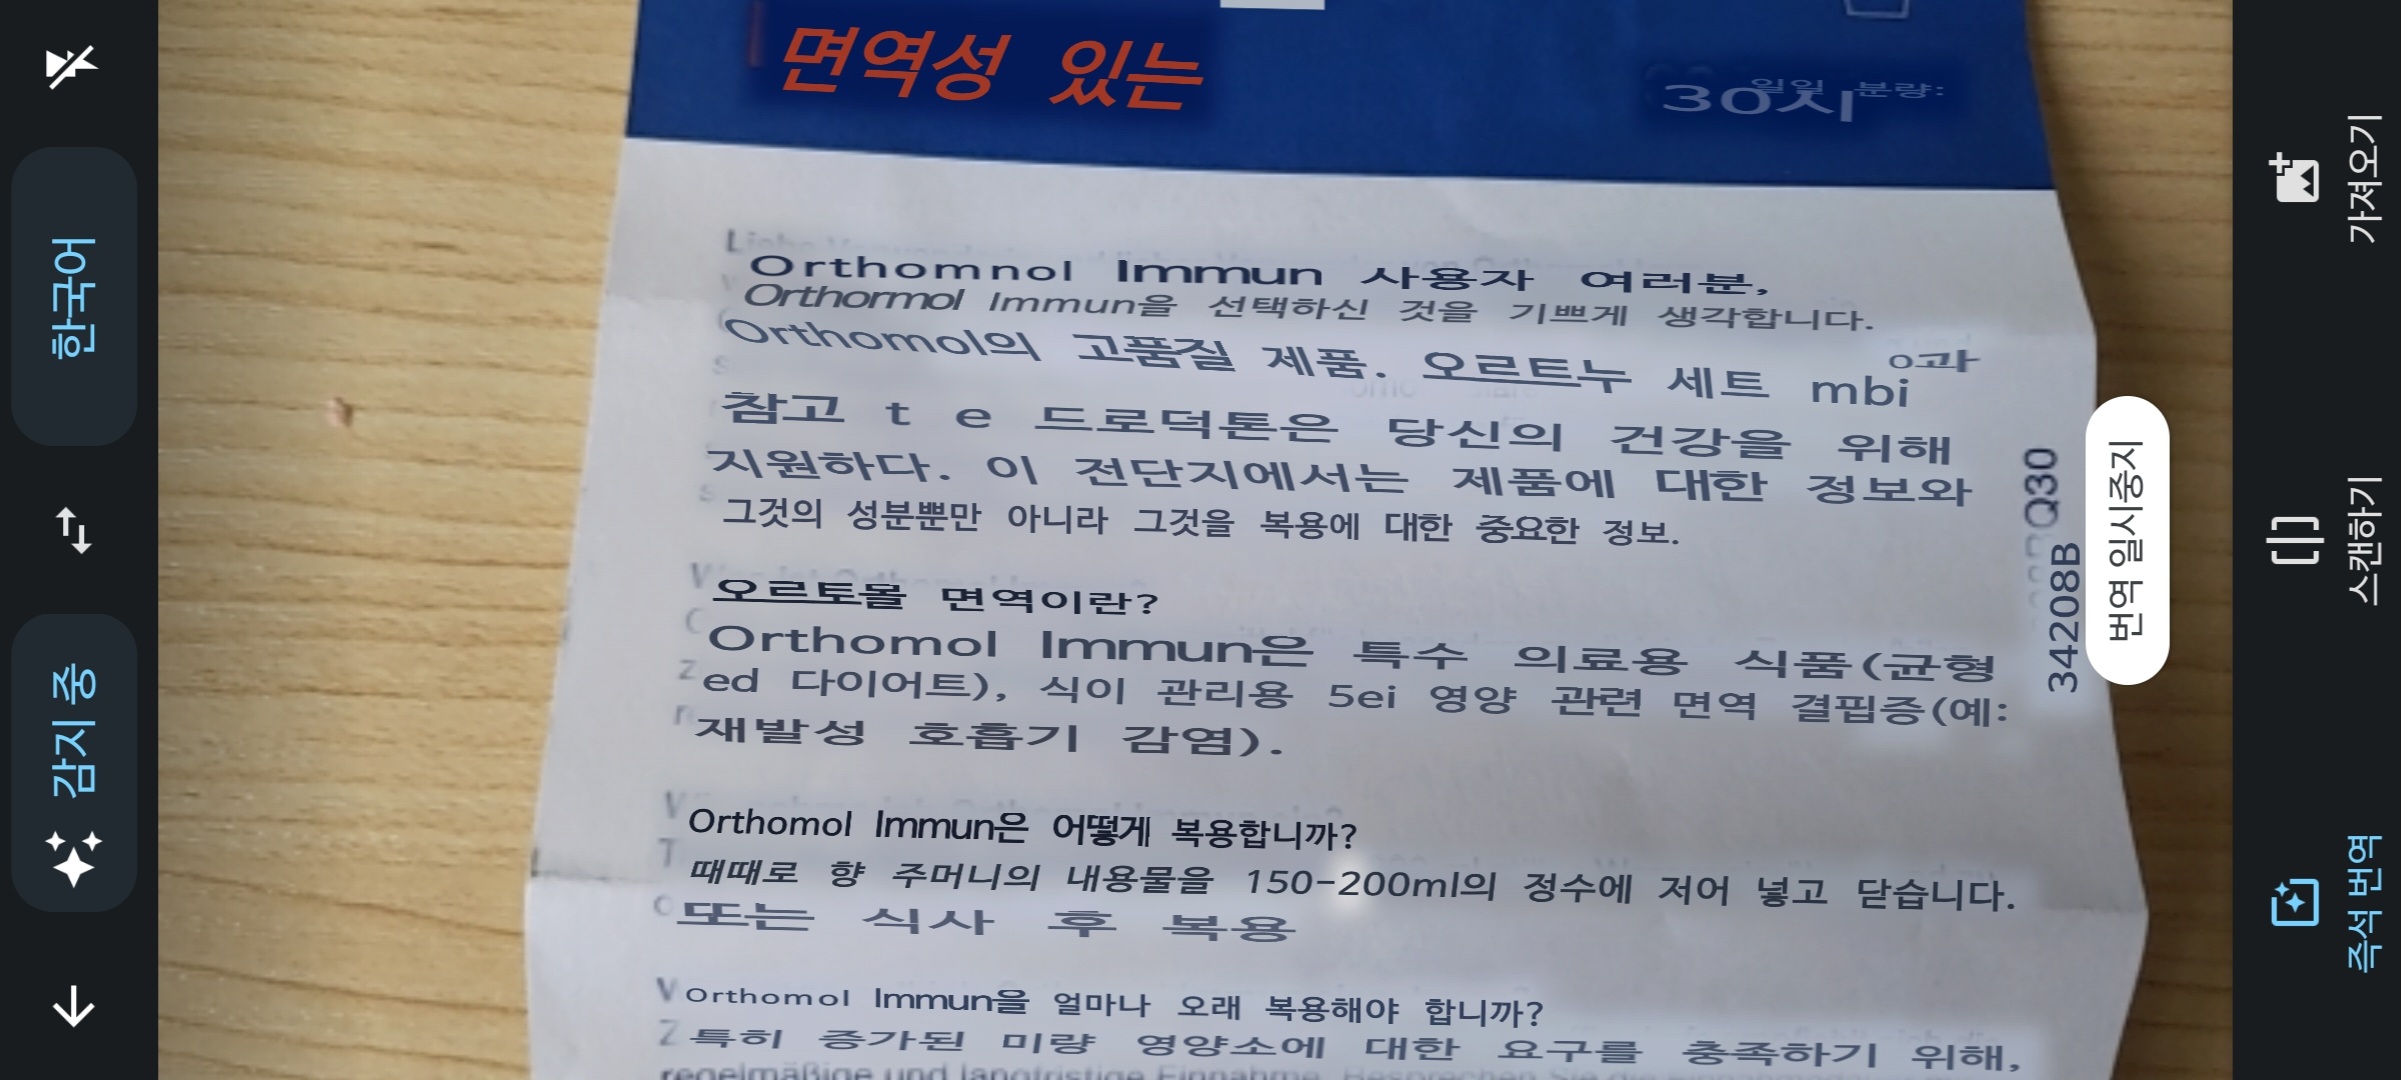 면역성 있는
일일 분량:
30시
Orthomnol Immun 사용자 여러분,
Orthormol Immun을 선택하신 것을 기쁘게 생각합니다.
Orthomol의 고품질 제품. 오르트누 세트 mbi
o과
참고 t e 드로덕톤은 당신의 건강을 위해
지원하다. 이 전단지에서는 제품에 대한 정보와
그것의 성분뿐만 아니라 그것을 복용에 대한 중요한 정보.
오르토몰 면역이란?
Orthomol Immun은 특수 의료용 식품(균형
ed 다이어트), 식이 관리용 5ei 영양 관련 면역 결핍증(예:
재발성 호흡기 감염).
Orthomol Immun은 어떻게 복용합니까?
때때로 향 주머니의 내용물을 150-200ml의 정수에 저어 넣고 닫습니다.
또는 식사 후 복용
Orthomol Immun을 얼마나 오래 복용해야 합니까?
특히 증가된 미량 영양소에 대한 요구를 충족하기 위해,
regelmäßige und langfristige Einnahme.
Q30
34208B
한국어
감지 중
번역 일시중지
가져오기
스캔하기
즉석 번역